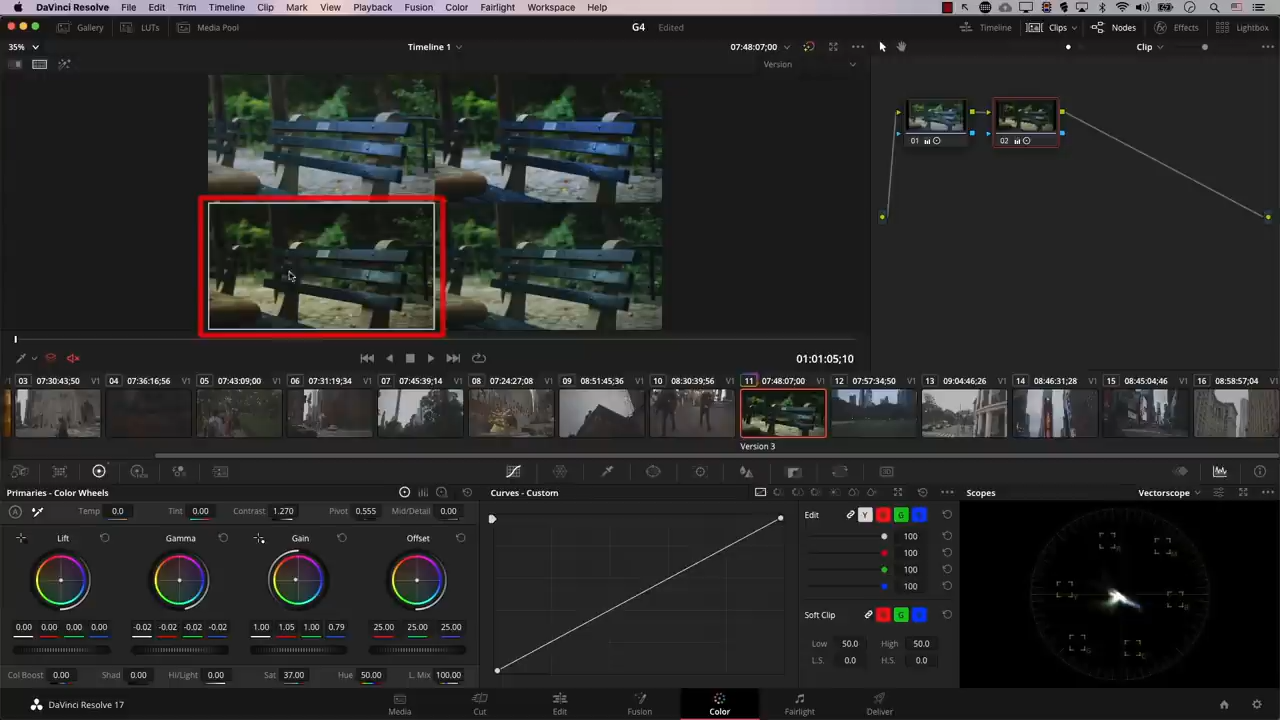 DaVinci Resolve File Edit Trim Timeline Clip Mark View Playback Fusion Color Fairlight Workspace Help
Gallery LUTs Media Pool G4 Edited Timeline Clips Nodes Effects Lightbox
35% Timeline 1 07:48:07:00 Clip
Version
01 02
01:01:05;10
03 07:30:43;50 V1 04 07:36:16;56 V1 05 07:43:09;00 V1 06 07:31:19;34 V1 07 07:45:39;14 V1 08 07:24:27;08 V1 09 08:51:45;36 V1 10 08:30:39;56 V1 11 07:48:07;00 V1 12 07:57:34;50 V1 13 09:04:46;26 V1 14 08:46:31;28 V1 15 08:45:04;46 V1 16 08:58:57;04 V1
Version 3
Primaries - Color Wheels Curves - Custom Scopes Vectorscope
A Temp 0.0 Tint 0.00 Contrast 1.270 Pivot 0.555 Mid/Detail 0.00 Edit Y R G B
Lift Gamma Gain Offset
100
100
100
100
0.00 0.00 0.00 0.00 -0.02 -0.02 -0.02 -0.02 1.00 1.05 1.00 0.79 25.00 25.00 25.00 Soft Clip R G B
Low 50.0 High 50.0
L.S. 0.0 H.S. 0.0
Col Boost 0.00 Shad 0.00 Hi/Light 0.00 Sat 37.00 Hue 50.00 L. Mix 100.00
DaVinci Resolve 17 Media Cut Edit Fusion Color Fairlight Deliver